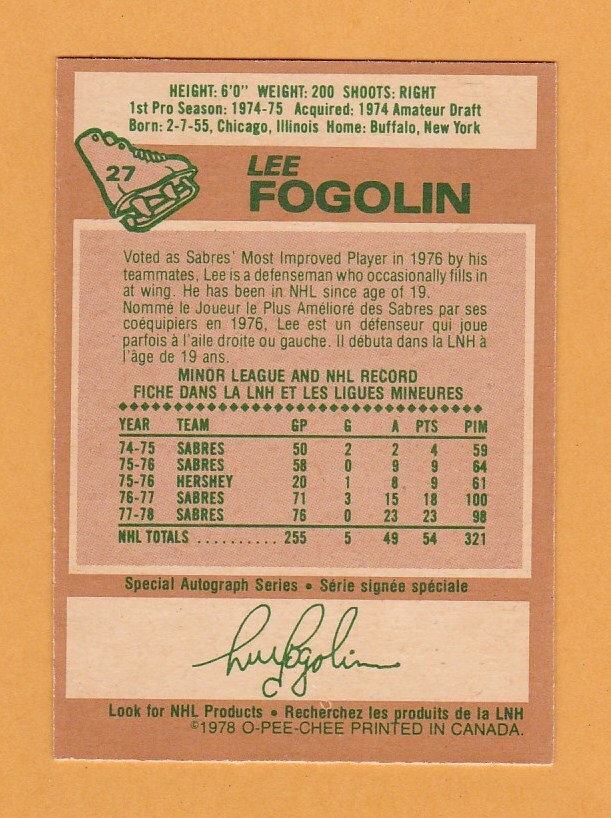 HEIGHT: 6'0" WEIGHT: 200 SHOOTS: RIGHT
1st Pro Season: 1974-75 Acquired: 1974 Amateur Draft
Born: 2-7-55, Chicago, Illinois Home: Buffalo, New York
27
LEE
FOGOLIN
Voted as Sabres' Most Improved Player in 1976 by his
teammates, Lee is a defenseman who occasionally fills in
at wing. He has been in NHL since age of 19.
Nommé le Joueur le Plus Amélioré des Sabres par ses
coéquipiers en 1976, Lee est un défenseur qui joue
parfois à l'aile droite ou gauche. Il débuta dans la LNH à
l'âge de 19 ans.
MINOR LEAGUE AND NHL RECORD
FICHE DANS LA LNH ET LES LIGUES MINEURES
YEAR TEAM GP G A PTS PIM
74-75 SABRES 50 2 2 4 59
75-76 SABRES 58 0 9 9 64
75-76 HERSHEY 20 1 8 9 61
76-77 SABRES 71 3 15 18 100
77-78 SABRES 76 0 23 23 98
NHL TOTALS .......... 255 5 49 54 321
Special Autograph Series • Série signée spéciale
Lee Fogolin
Look for NHL Products • Recherchez les produits de la LNH
©1978 O-PEE-CHEE PRINTED IN CANADA.